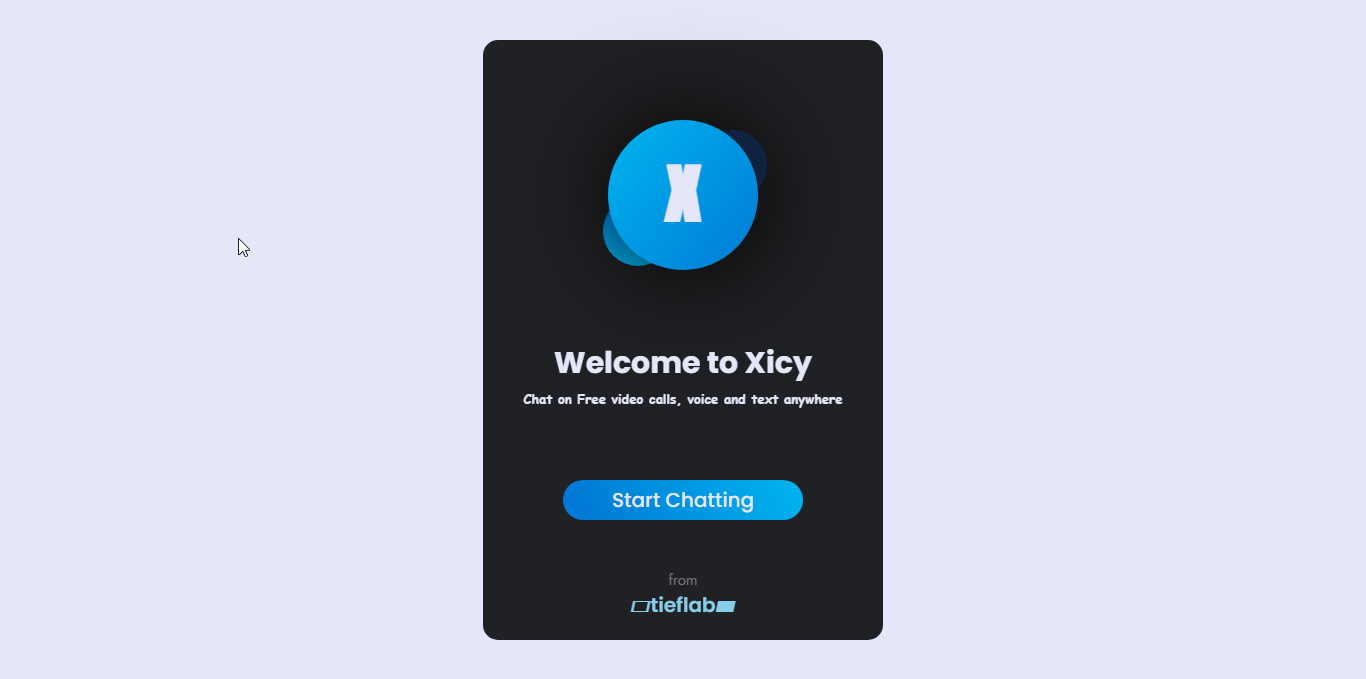 X
Welcome to Xicy
Chat on Free video calls, voice and text anywhere
Start Chatting
from
tieflab